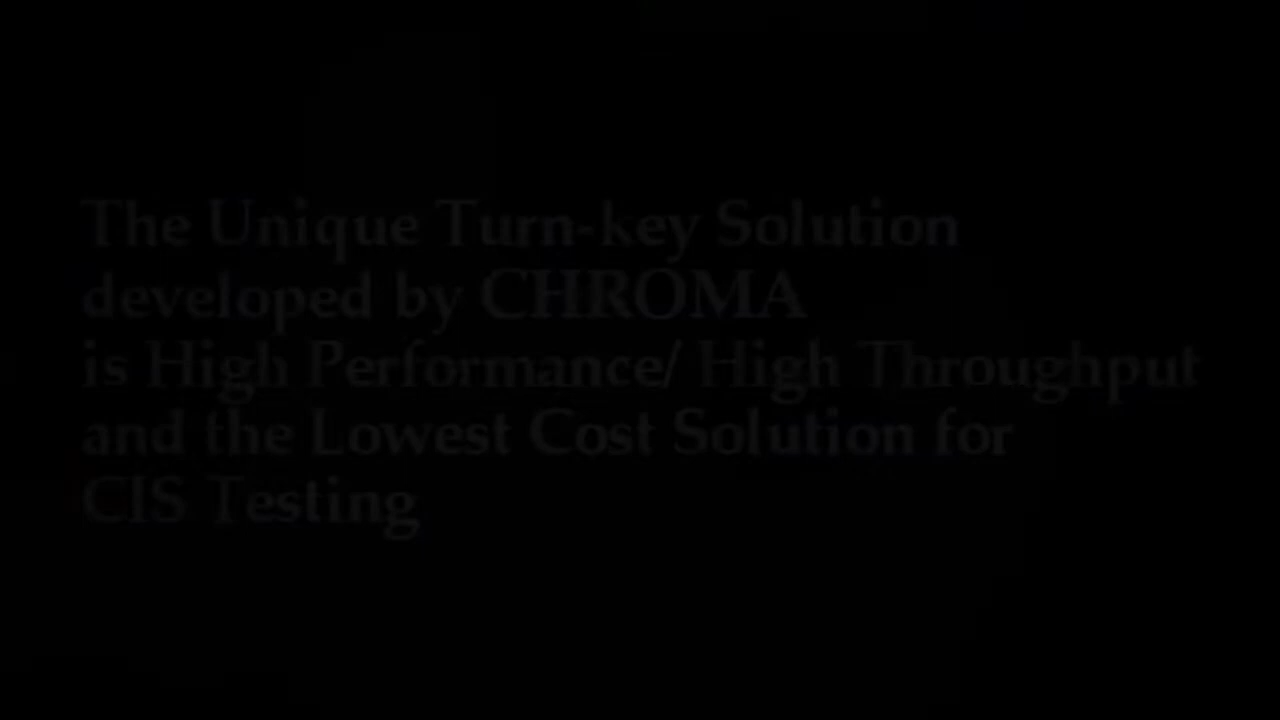 The Unique Turn-key Solution
developed by CHROMA
is High Performance/ High Throughput
and the Lowest Cost Solution for
CIS Testing